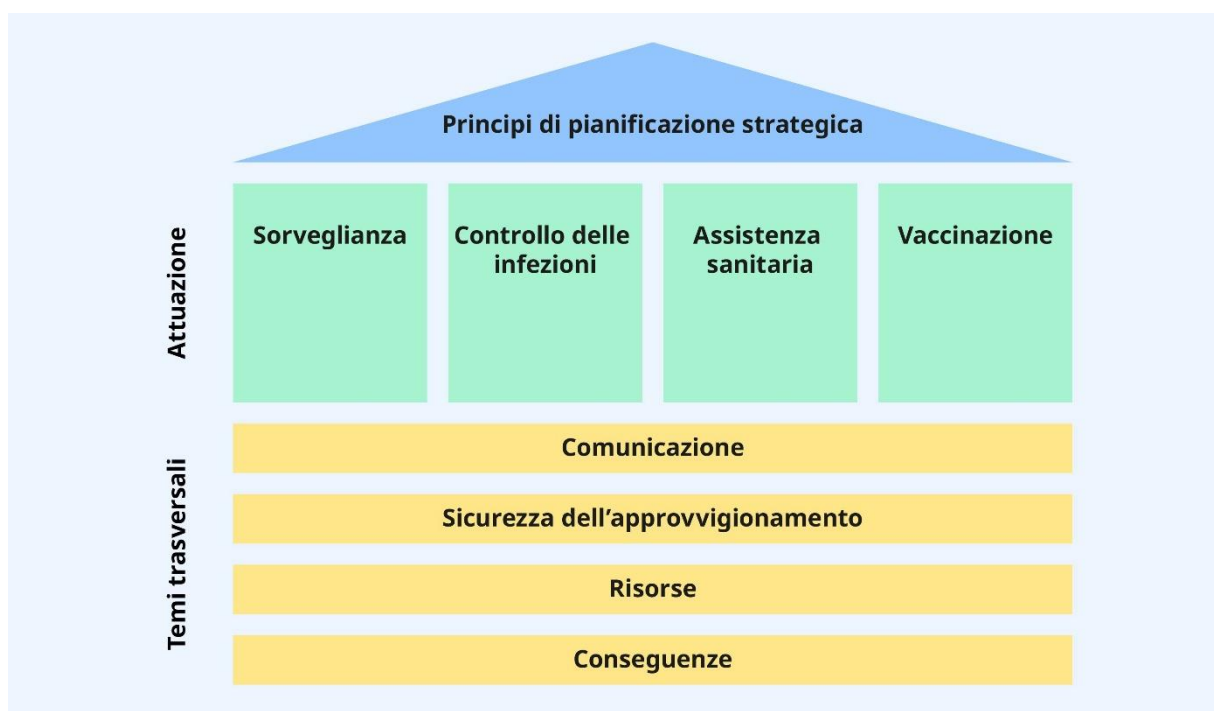 Principi di pianificazione strategica
Attuazione
Sorveglianza
Controllo delle
infezioni
Assistenza
sanitaria
Vaccinazione
Temi trasversali
Comunicazione
Sicurezza dell’approvvigionamento
Risorse
Conseguenze